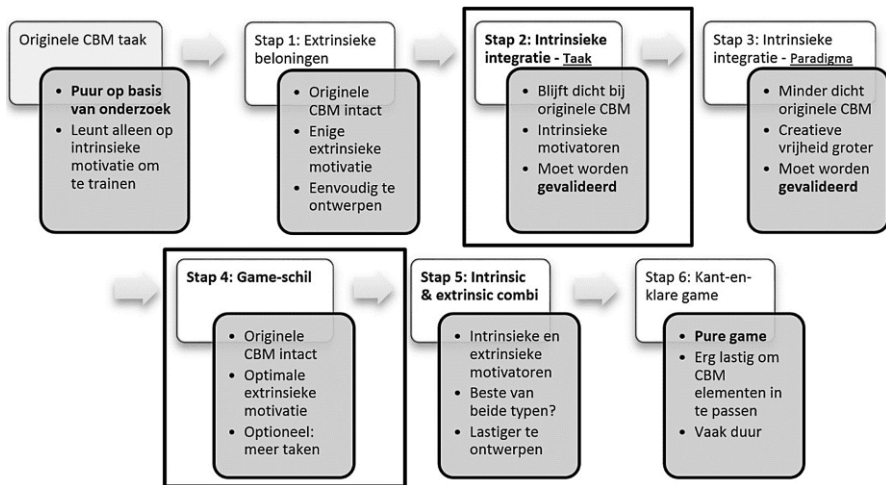 Originele CBM taak
• Puur op basis
van onderzoek
• Leunt alleen op
intrinsieke
motivatie om
te trainen
Stap 1: Extrinsieke
beloningen
• Originele
CBM intact
• Enige
extrinsieke
motivatie
• Eenvoudig te
ontwerpen
Stap 2: Intrinsieke
integratie - Taak
• Blijft dicht bij
originele CBM
• Intrinsieke
motivatoren
• Moet worden
gevalideerd
Stap 3: Intrinsieke
integratie - Paradigma
• Minder dicht
originele CBM
• Creatieve
vrijheid groter
• Moet worden
gevalideerd
Stap 4: Game-schil
• Originele
CBM intact
• Optimale
extrinsieke
motivatie
• Optioneel:
meer taken
Stap 5: Intrinsic
& extrinsic combi
• Intrinsieke en
extrinsieke
motivatoren
• Beste van
beide typen?
• Lastiger te
ontwerpen
Stap 6: Kant-en-
klare game
• Pure game
• Erg lastig om
CBM
elementen in
te passen
• Vaak duur